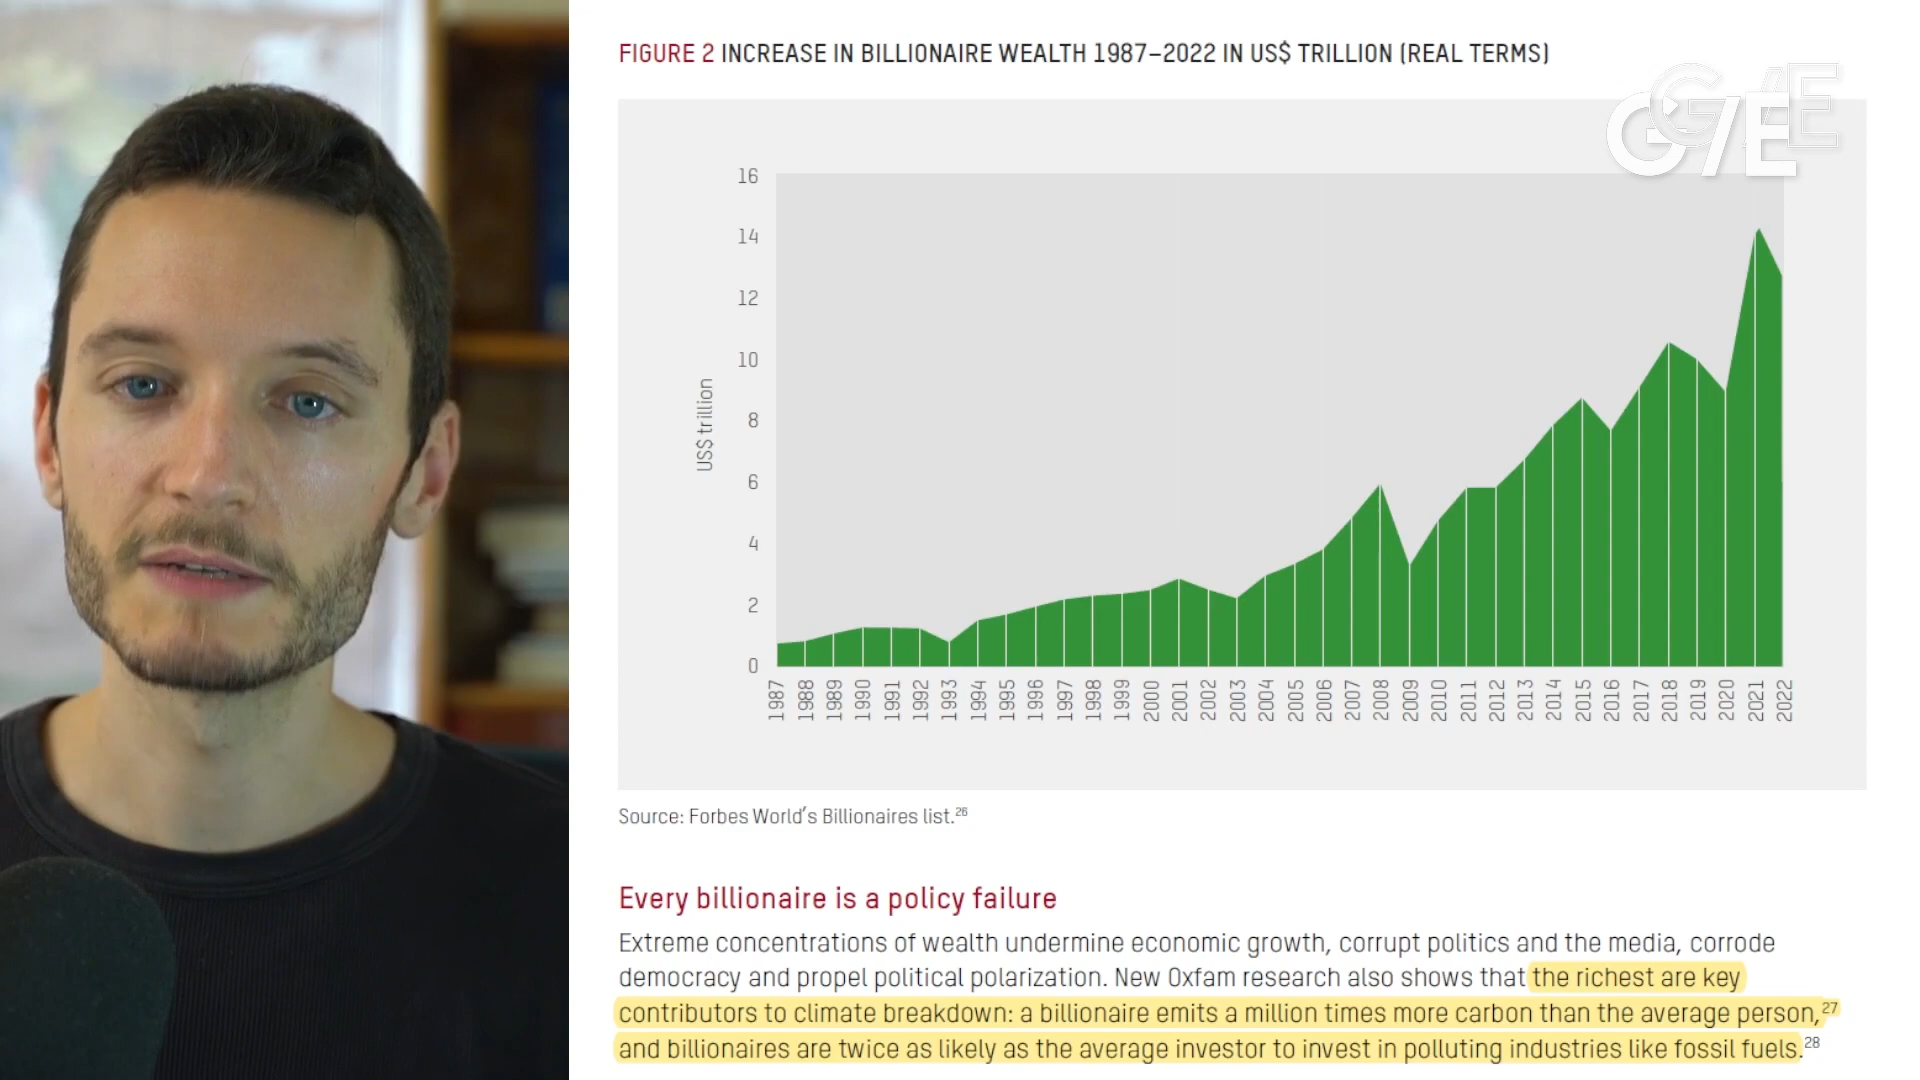 FIGURE 2 INCREASE IN BILLIONAIRE WEALTH 1987–2022 IN US$ TRILLION (REAL TERMS)
G7E
16
14
12
10
8
6
4
2
0
US$ trillion
1987 1988 1989 1990 1991 1992 1993 1994 1995 1996 1997 1998 1999 2000 2001 2002 2003 2004 2005 2006 2007 2008 2009 2010 2011 2012 2013 2014 2015 2016 2017 2018 2019 2020 2021 2022
Source: Forbes World's Billionaires list.26
Every billionaire is a policy failure
Extreme concentrations of wealth undermine economic growth, corrupt politics and the media, corrode
democracy and propel political polarization. New Oxfam research also shows that the richest are key
contributors to climate breakdown: a billionaire emits a million times more carbon than the average person,27
and billionaires are twice as likely as the average investor to invest in polluting industries like fossil fuels.28